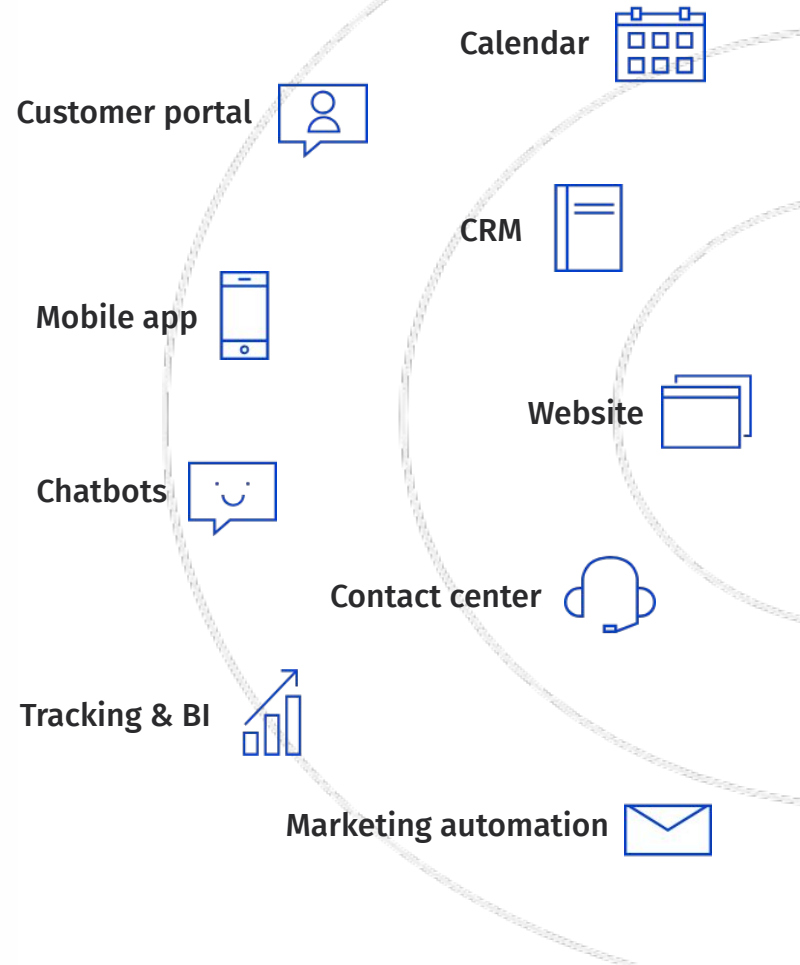 Calendar
Customer portal
CRM
Mobile app
Website
Chatbots
Contact center
Tracking & BI
Marketing automation